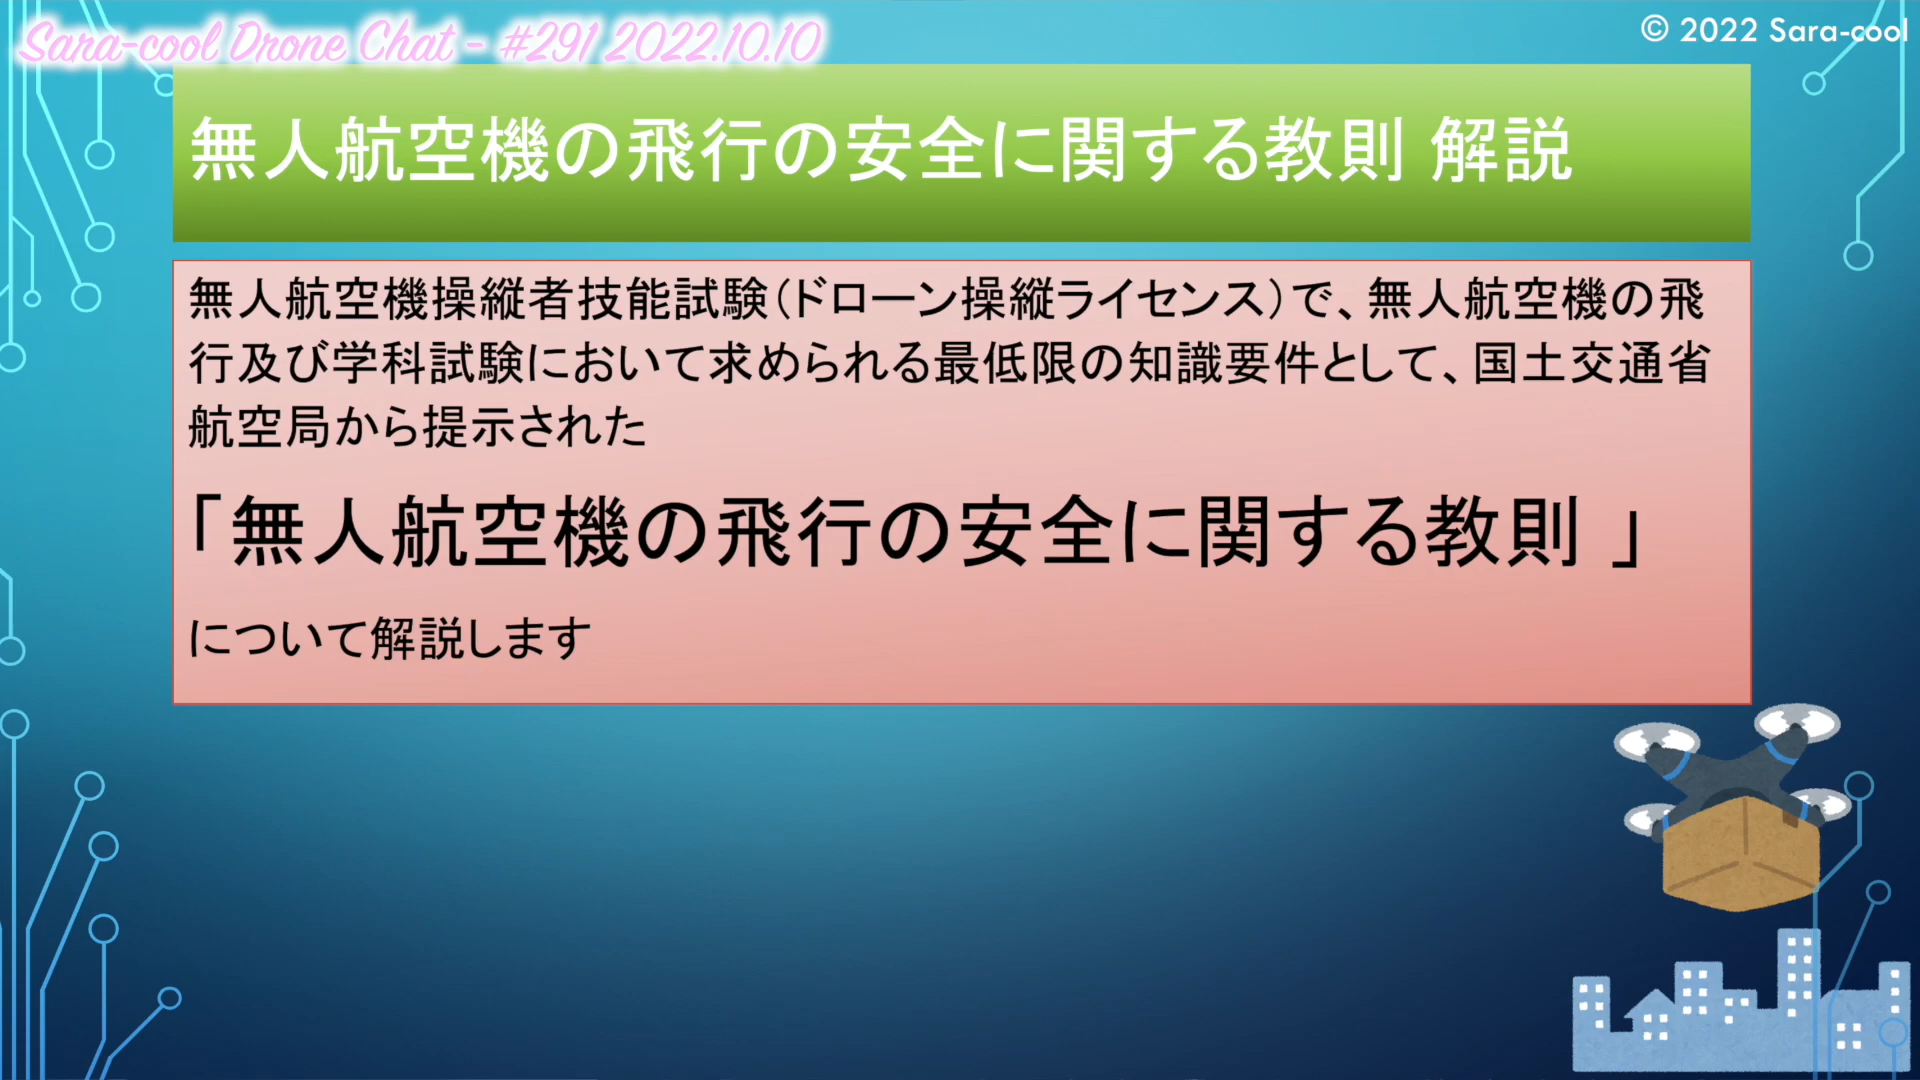 Sara-cool Drone Chat - #291 2022.10.10
© 2022 Sara-cool
無人航空機の飛行の安全に関する教則 解説
無人航空機操縦者技能試験（ドローン操縦ライセンス）で、無人航空機の飛
行及び学科試験において求められる最低限の知識要件として、国土交通省
航空局から提示された
「無人航空機の飛行の安全に関する教則 」
について解説します